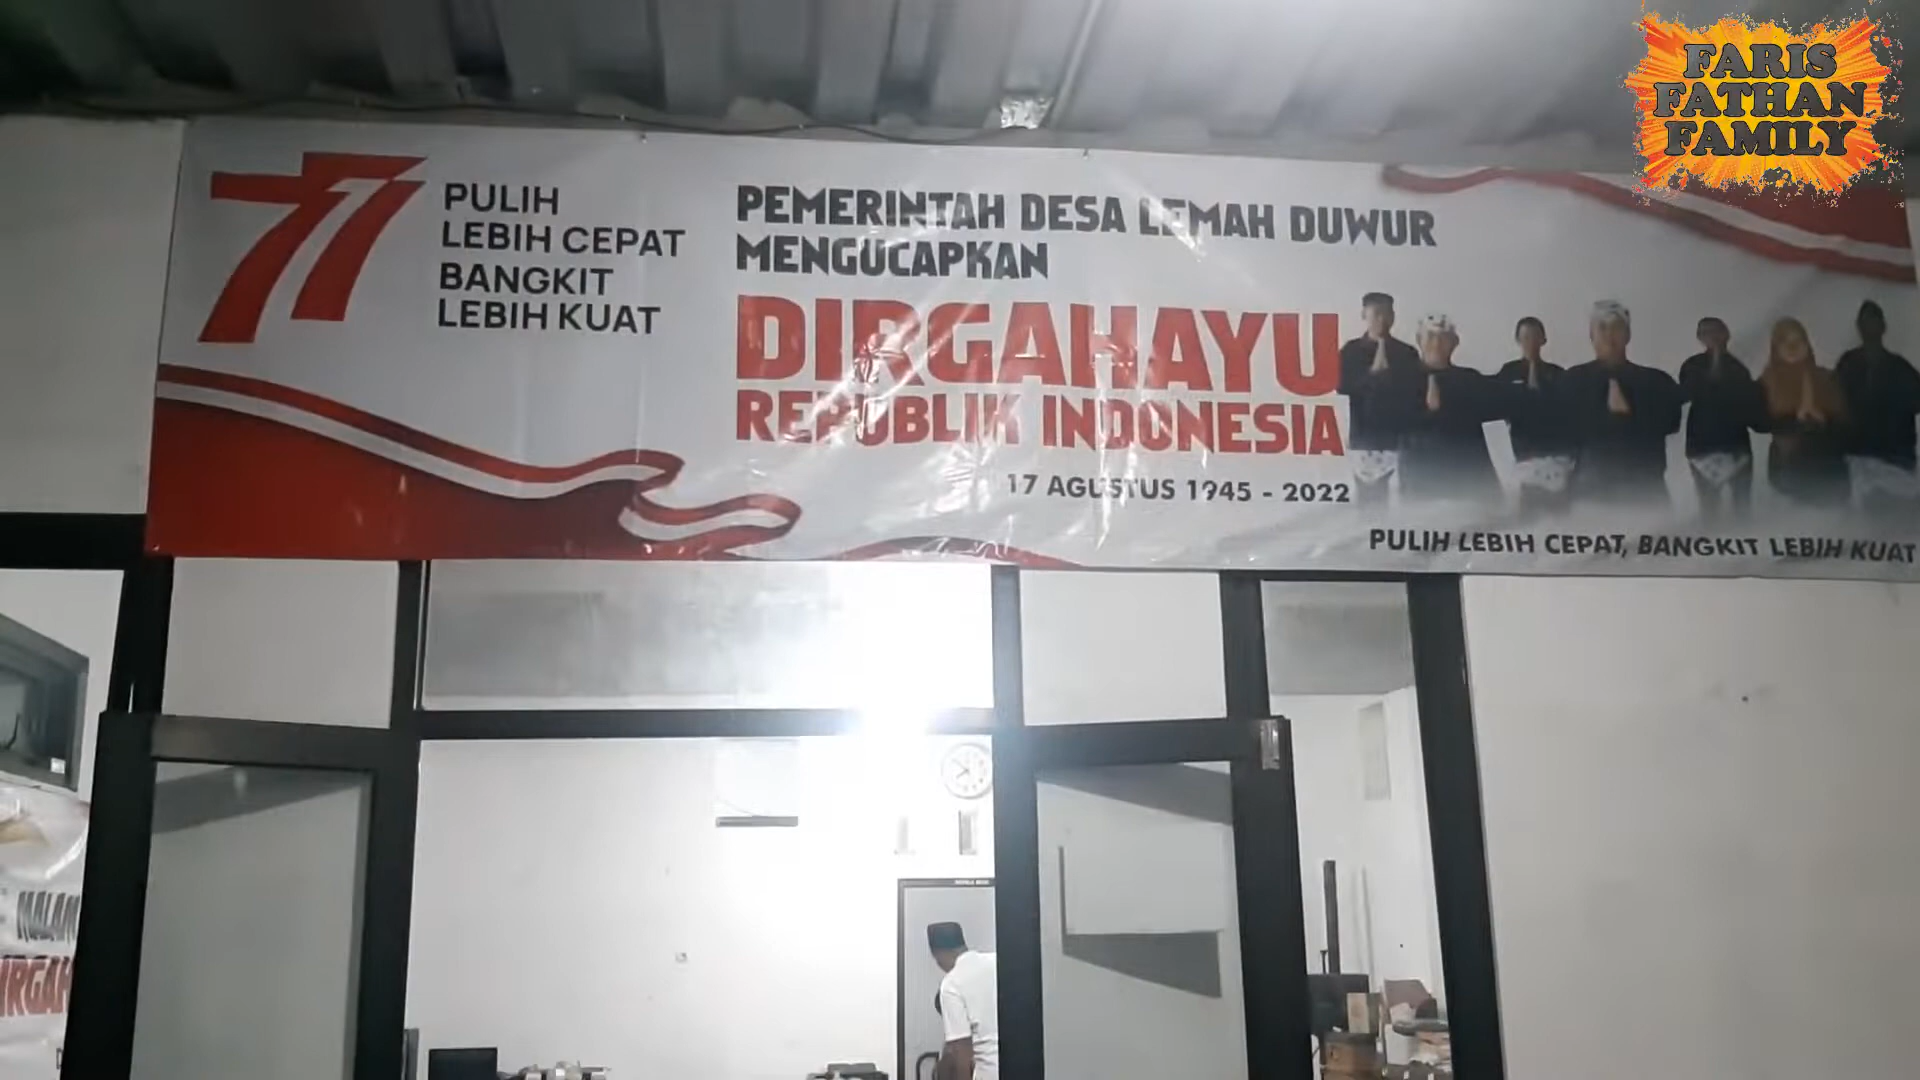 FARIS
FATHAN
FAMILY
77
PULIH
LEBIH CEPAT
BANGKIT
LEBIH KUAT
PEMERINTAH DESA LEMAH DUWUR
MENGUCAPKAN
DIRGAHAYU
REPUBLIK INDONESIA
17 AGUSTUS 1945 - 2022
PULIH LEBIH CEPAT, BANGKIT LEBIH KUAT